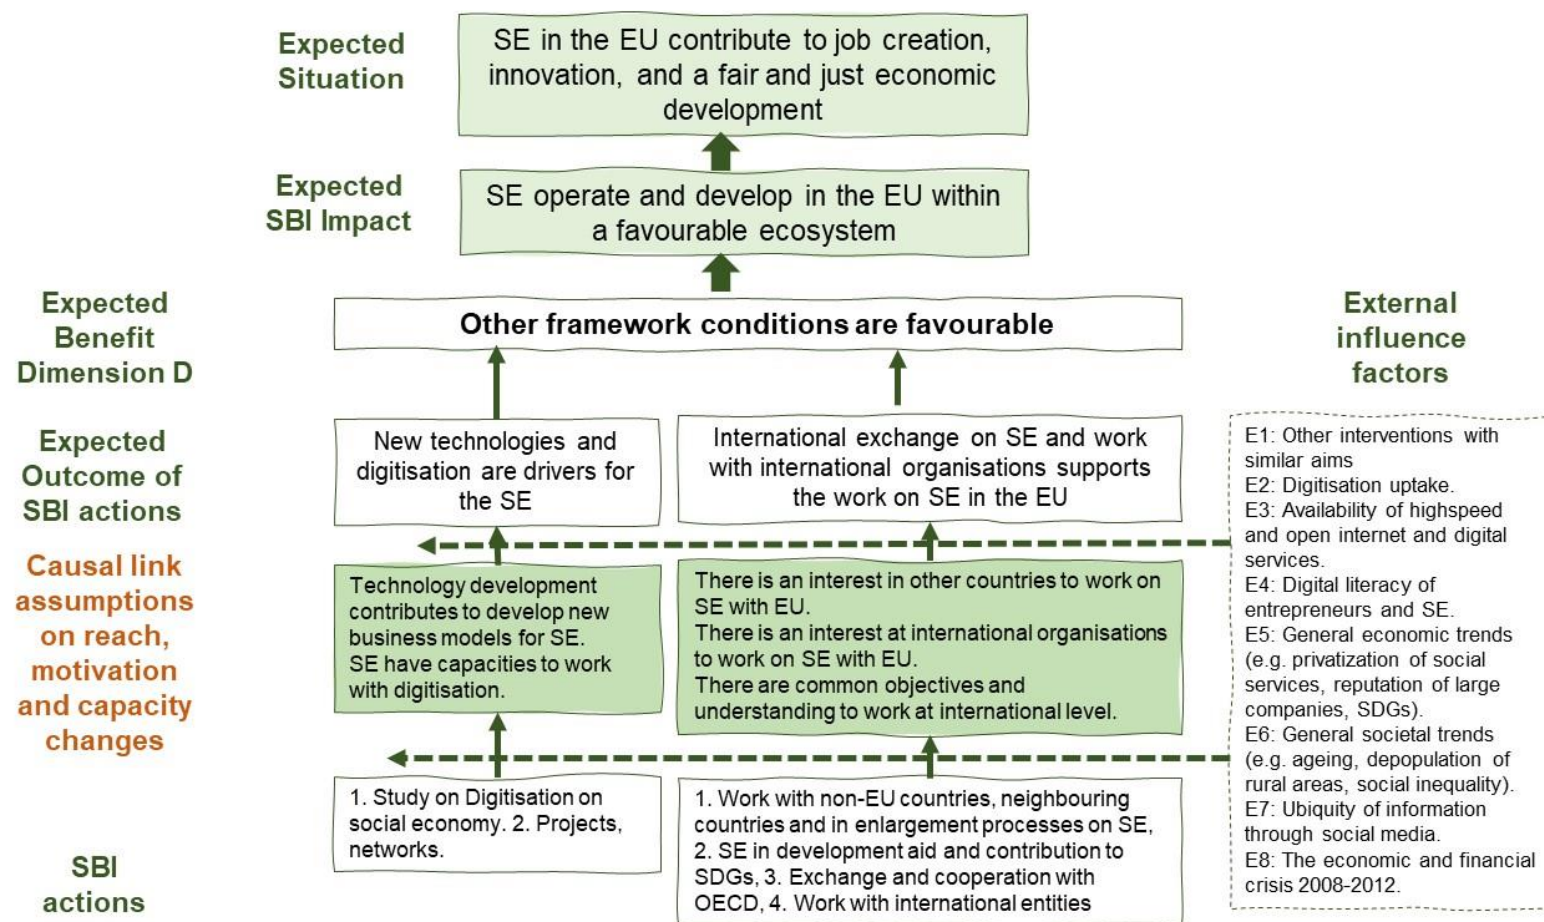 Expected
Situation
SE in the EU contribute to job creation,
innovation, and a fair and just economic
development
Expected
SBI Impact
SE operate and develop in the EU within
a favourable ecosystem
Expected
Benefit
Dimension D
Other framework conditions are favourable
External
influence
factors
Expected
Outcome of
SBI actions
New technologies and
digitisation are drivers for
the SE
International exchange on SE and work
with international organisations supports
the work on SE in the EU
Causal link
assumptions
on reach,
motivation
and capacity
changes
Technology development
contributes to develop new
business models for SE.
SE have capacities to work
with digitisation.
There is an interest in other countries to work on
SE with EU.
There is an interest at international organisations
to work on SE with EU.
There are common objectives and
understanding to work at international level.
SBI
actions
1. Study on Digitisation on
social economy. 2. Projects,
networks.
1. Work with non-EU countries, neighbouring
countries and in enlargement processes on SE,
2. SE in development aid and contribution to
SDGs, 3. Exchange and cooperation with
OECD, 4. Work with international entities
E1: Other interventions with
similar aims
E2: Digitisation uptake.
E3: Availability of highspeed
and open internet and digital
services.
E4: Digital literacy of
entrepreneurs and SE.
E5: General economic trends
(e.g. privatization of social
services, reputation of large
companies, SDGs).
E6: General societal trends
(e.g. ageing, depopulation of
rural areas, social inequality).
E7: Ubiquity of information
through social media.
E8: The economic and financial
crisis 2008-2012.